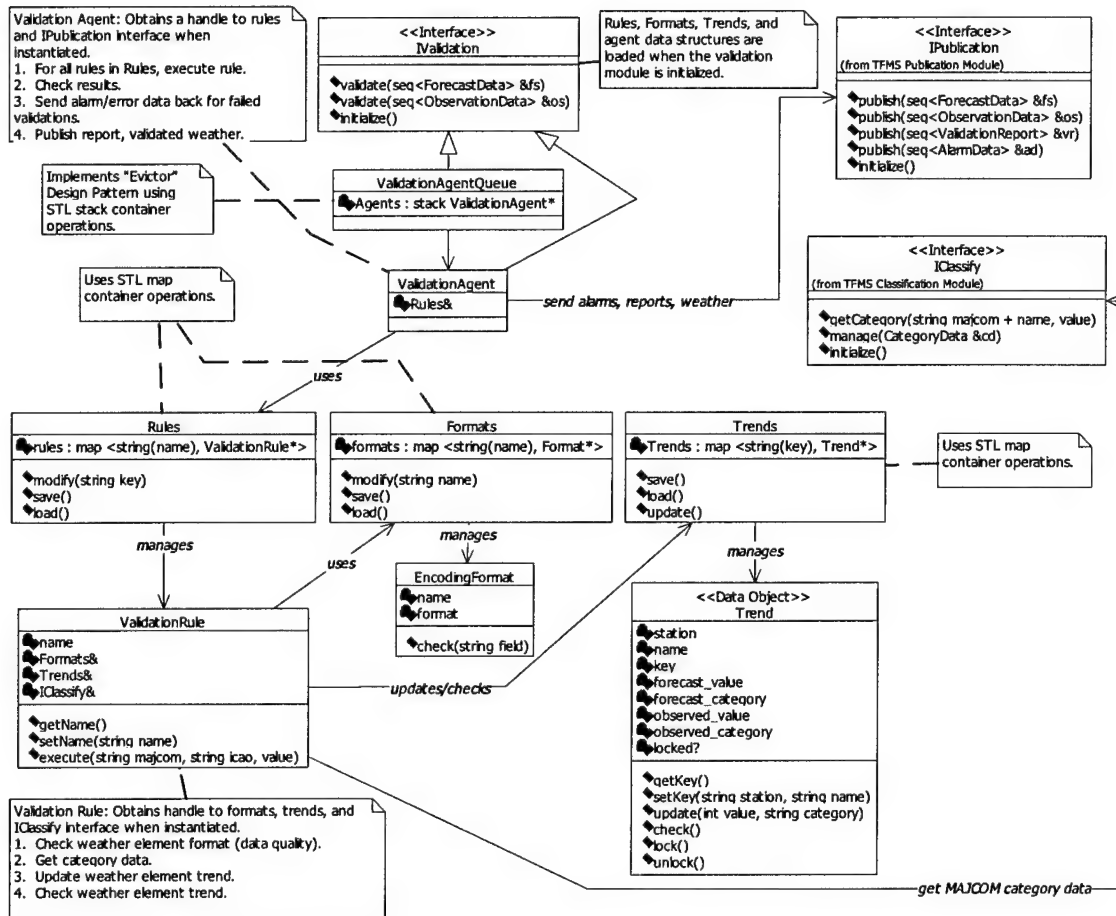 Validation Agent: Obtains a handle to rules
and IPublication interface when
instantiated.
1. For all rules in Rules, execute rule.
2. Check results.
3. Send alarm/error data back for failed
validations.
4. Publish report, validated weather.
<<Interface>>
IValidation
validate(seq<ForecastData> &fs)
validate(seq<ObservationData> &os)
initialize()
Rules, Formats, Trends, and
agent data structures are
loaded when the validation
module is initialized.
<<Interface>>
IPublication
(from TFMS Publication Module)
publish(seq<ForecastData> &fs)
publish(seq<ObservationData> &os)
publish(seq<ValidationReport> &vr)
publish(seq<AlarmData> &ad)
initialize()
Implements "Evictor"
Design Pattern using
STL stack container
operations.
ValidationAgentQueue
Agents : stack ValidationAgent*
<<Interface>>
IClassify
(from TFMS Classification Module)
getCategory(string majcom + name, value)
manage(CategoryData &cd)
initialize()
Uses STL map
container operations.
ValidationAgent
Rules&
send alarms, reports, weather
uses
Rules
rules : map <string(name), ValidationRule*>
modify(string key)
save()
load()
Formats
formats : map <string(name), Format*>
modify(string name)
save()
load()
Trends
Trends : map <string(key), Trend*>
save()
load()
update()
Uses STL map
container operations.
manages
uses
manages
manages
EncodingFormat
name
format
check(string field)
ValidationRule
name
Formats&
Trends&
IClassify&
getName()
setName(string name)
execute(string majcom, string icao, value)
updates/checks
<<Data Object>>
Trend
station
name
key
forecast_value
forecast_category
observed_value
observed_category
locked?
getKey()
setKey(string station, string name)
update(int value, string category)
check()
lock()
unlock()
Validation Rule: Obtains handle to formats, trends, and
IClassify interface when instantiated.
1. Check weather element format (data quality).
2. Get category data.
3. Update weather element trend.
4. Check weather element trend.
get MAJCOM category data